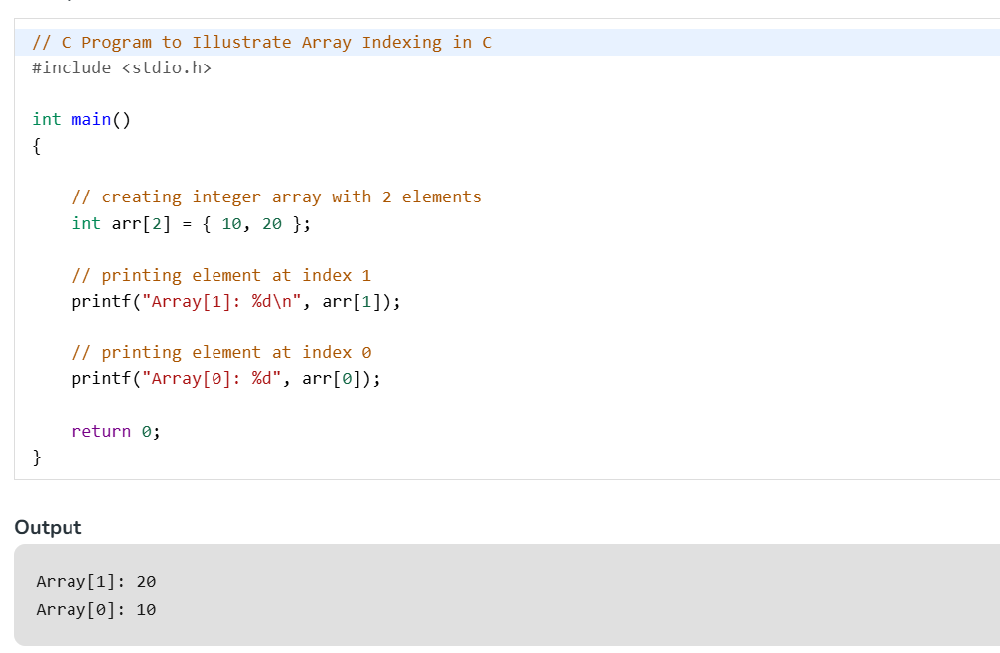 // C Program to Illustrate Array Indexing in C
#include <stdio.h>

int main()
{

    // creating integer array with 2 elements
    int arr[2] = { 10, 20 };

    // printing element at index 1
    printf("Array[1]: %d\n", arr[1]);

    // printing element at index 0
    printf("Array[0]: %d", arr[0]);

    return 0;
}
Output
Array[1]: 20
Array[0]: 10